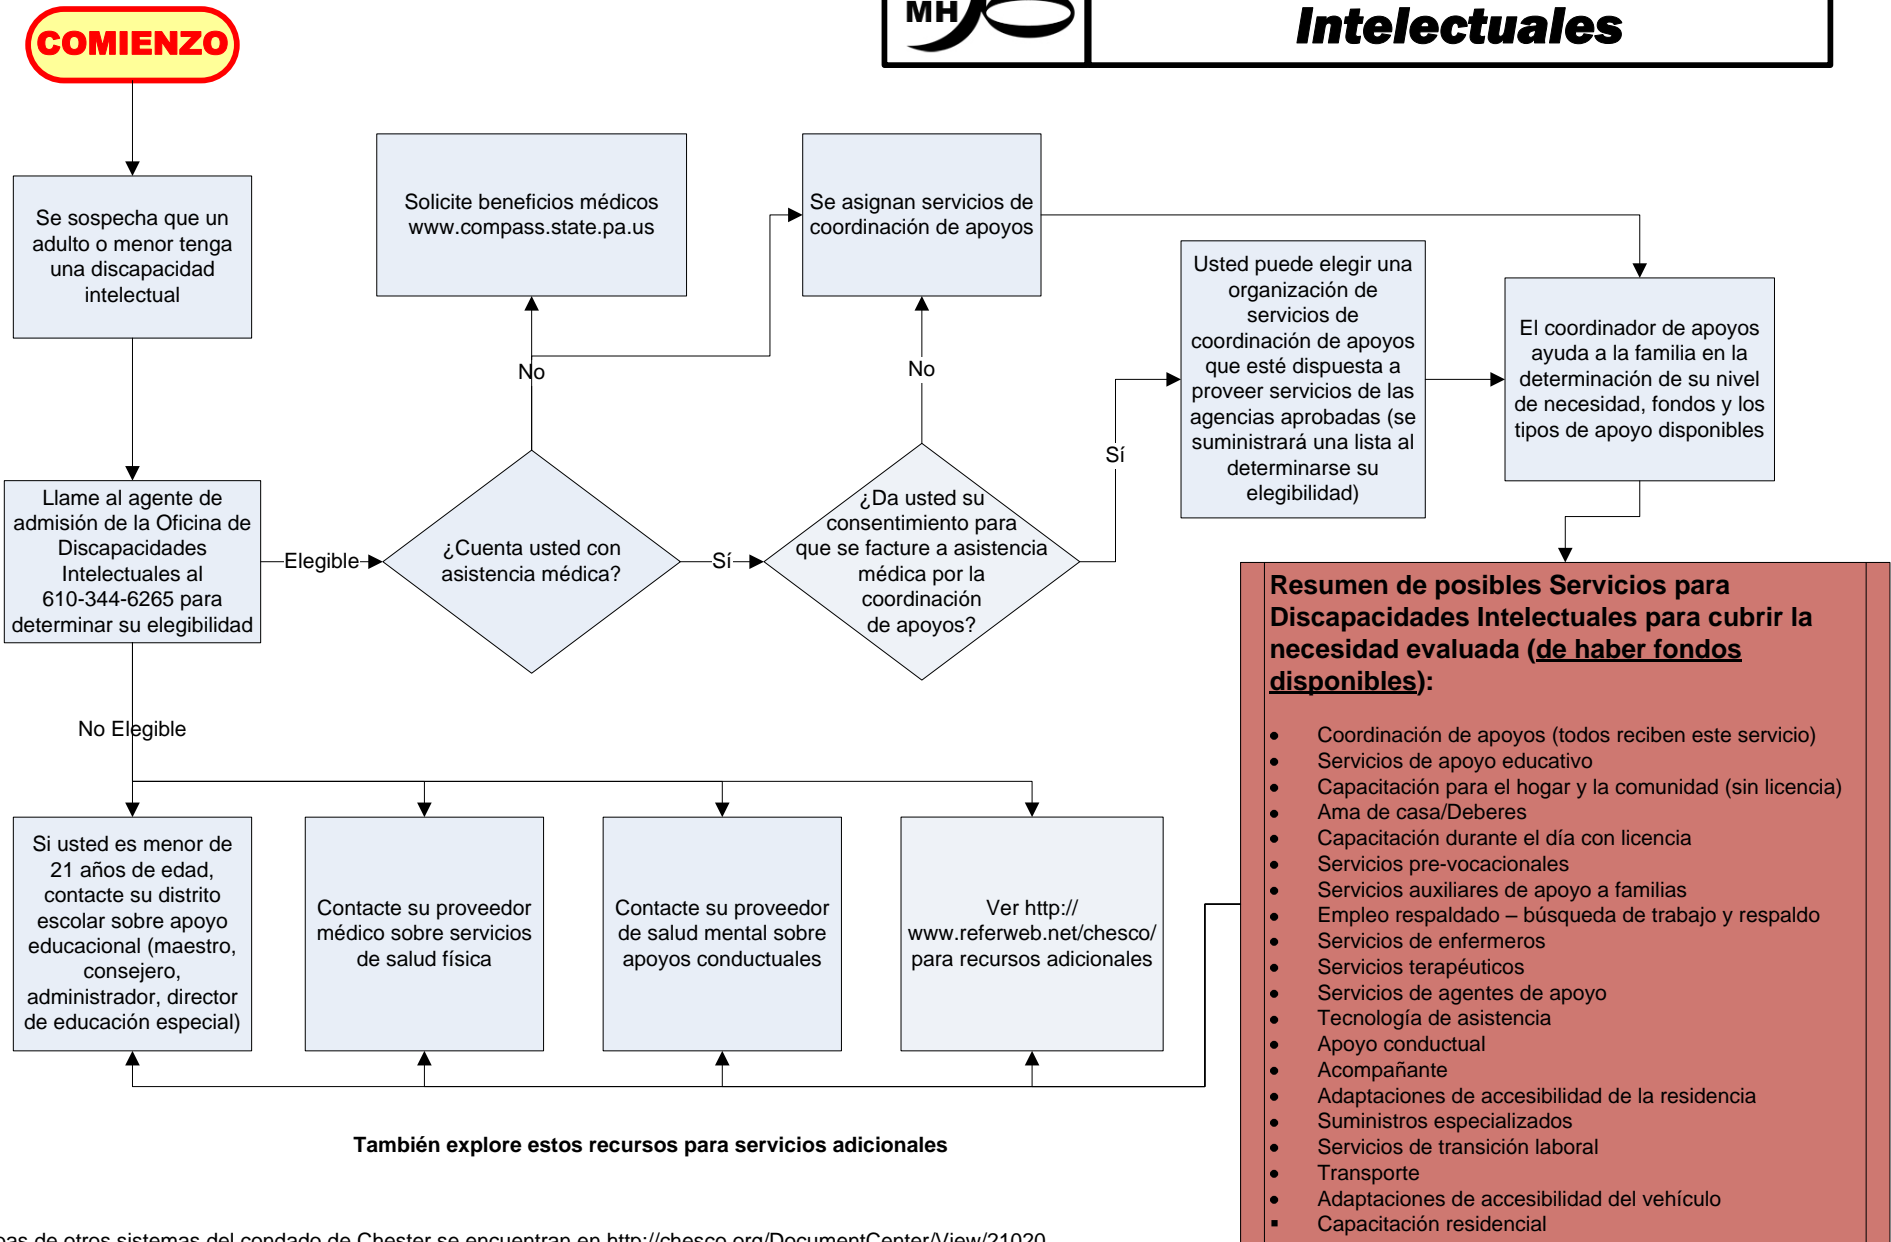 MH
Intelectuales
COMIENZO
Se sospecha que un
adulto o menor tenga
una discapacidad
intelectual
Solicite beneficios médicos
www.compass.state.pa.us
Se asignan servicios de
coordinación de apoyos
Usted puede elegir una
organización de
servicios de
coordinación de apoyos
que esté dispuesta a
proveer servicios de las
agencias aprobadas (se
suministrará una lista al
determinarse su
elegibilidad)
El coordinador de apoyos
ayuda a la familia en la
determinación de su nivel
de necesidad, fondos y los
tipos de apoyo disponibles
No
No
Sí
Llame al agente de
admisión de la Oficina de
Discapacidades
Intelectuales al
610-344-6265 para
determinar su elegibilidad
Elegible
¿Cuenta usted con
asistencia médica?
Sí
¿Da usted su
consentimiento para
que se facture a asistencia
médica por la
coordinación
de apoyos?
No Elegible
Si usted es menor de
21 años de edad,
contacte su distrito
escolar sobre apoyo
educacional (maestro,
consejero,
administrador, director
de educación especial)
Contacte su proveedor
médico sobre servicios
de salud física
Contacte su proveedor
de salud mental sobre
apoyos conductuales
Ver http://
www.referweb.net/chesco/
para recursos adicionales
Resumen de posibles Servicios para
Discapacidades Intelectuales para cubrir la
necesidad evaluada (de haber fondos
disponibles):
• Coordinación de apoyos (todos reciben este servicio)
• Servicios de apoyo educativo
• Capacitación para el hogar y la comunidad (sin licencia)
• Ama de casa/Deberes
• Capacitación durante el día con licencia
• Servicios pre-vocacionales
• Servicios auxiliares de apoyo a familias
• Empleo respaldado – búsqueda de trabajo y respaldo
• Servicios de enfermeros
• Servicios terapéuticos
• Servicios de agentes de apoyo
• Tecnología de asistencia
• Apoyo conductual
• Acompañante
• Adaptaciones de accesibilidad de la residencia
• Suministros especializados
• Servicios de transición laboral
• Transporte
• Adaptaciones de accesibilidad del vehículo
▪ Capacitación residencial
También explore estos recursos para servicios adicionales
de otros sistemas del condado de Chester se encuentran en http://chesco.org/DocumentCenter/View/21020